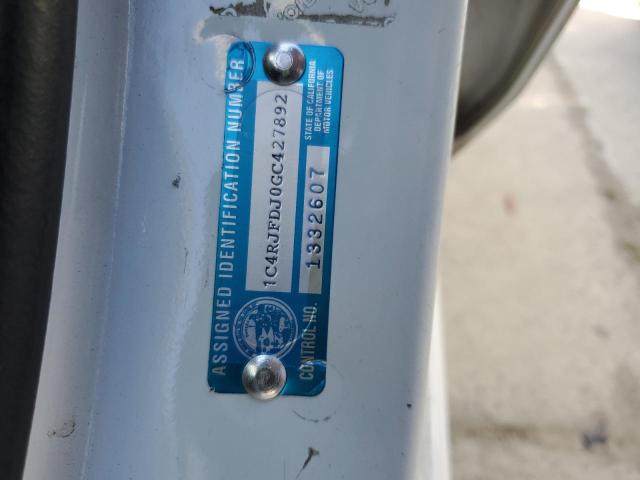 ASSIGNED IDENTIFICATION NUMBER
1C4RJFDJ0GC427892
STATE OF CALIFORNIA
DEPARTMENT OF
MOTOR VEHICLES
CONTROL NO. 1332607